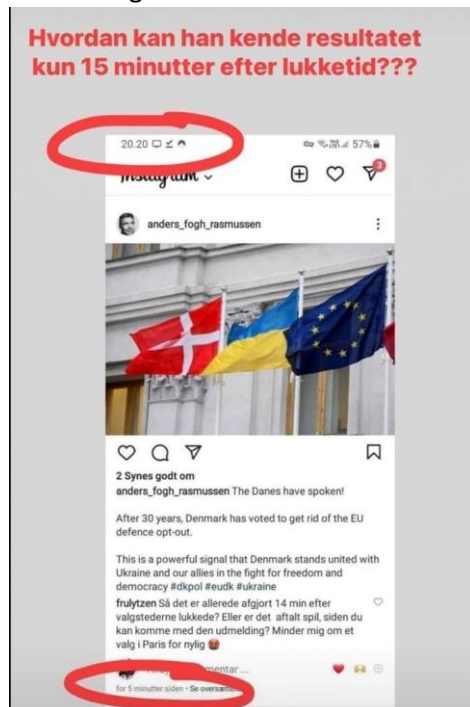 Hvordan kan han kende resultatet
kun 15 minutter efter lukketid???
20.20
57%
Instagram
anders_fogh_rasmussen
2 Synes godt om
anders_fogh_rasmussen The Danes have spoken!
After 30 years, Denmark has voted to get rid of the EU
defence opt-out.
This is a powerful signal that Denmark stands united with
Ukraine and our allies in the fight for freedom and
democracy #dkpol #eudk #ukraine
frulytzen Så det er allerede afgjort 14 min efter
valgstederne lukkede? Eller er det aftalt spil, siden du
kan komme med den udmelding? Minder mig om et
valg i Paris for nylig
for 5 minutter siden • Se